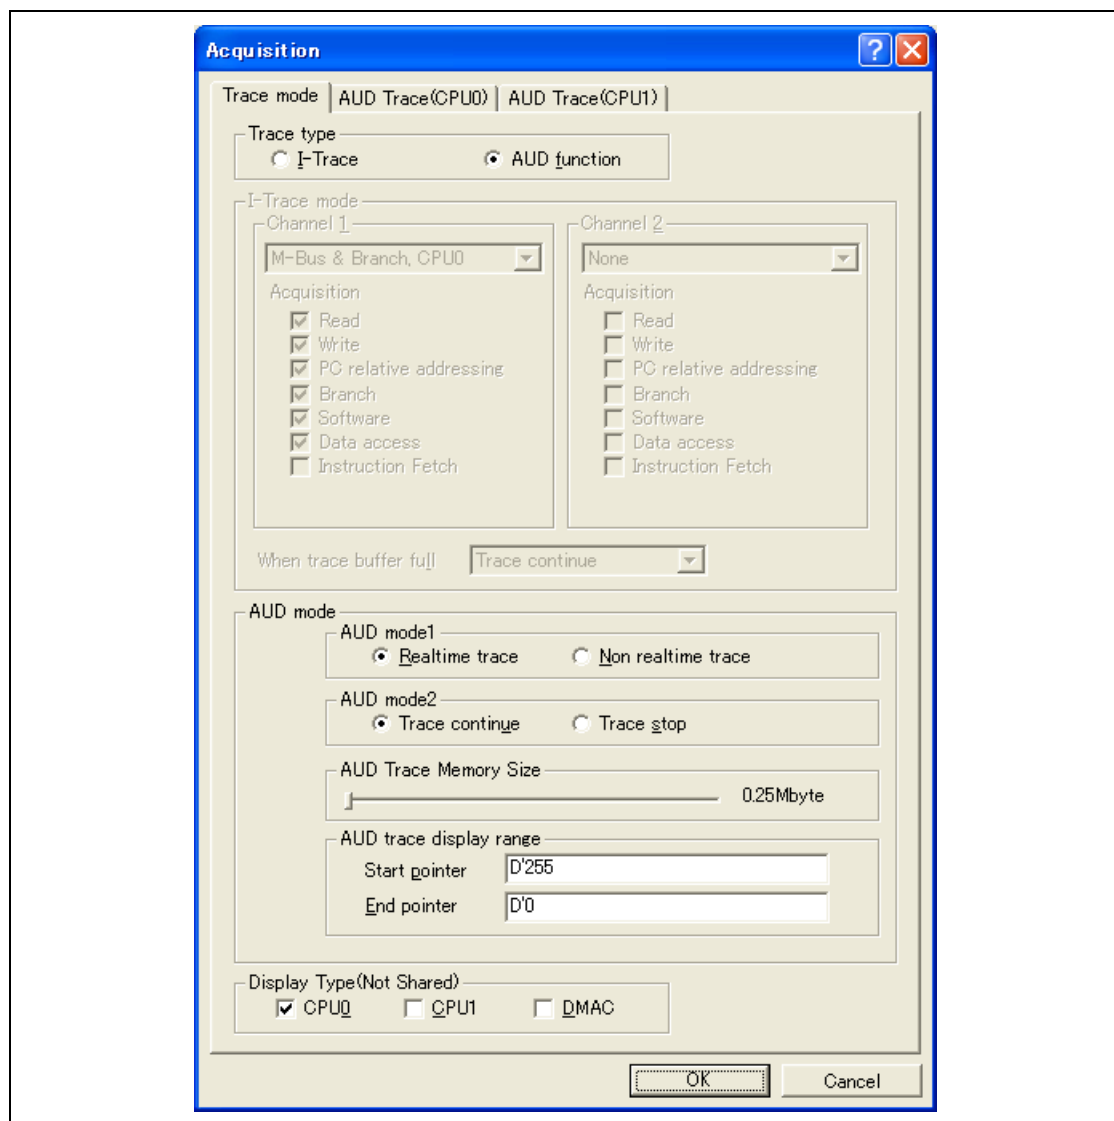 Acquisition
Trace mode AUD Trace(CPU0) AUD Trace(CPU1)
Trace type
I-Trace AUD function
I-Trace mode
Channel 1 Channel 2
M-Bus & Branch, CPU0 None
Acquisition Acquisition
Read Read
Write Write
PC relative addressing PC relative addressing
Branch Branch
Software Software
Data access Data access
Instruction Fetch Instruction Fetch
When trace buffer full Trace continue
AUD mode
AUD mode1
Realtime trace Non realtime trace
AUD mode2
Trace continue Trace stop
AUD Trace Memory Size
0.25Mbyte
AUD trace display range
Start pointer D'255
End pointer D'0
Display Type(Not Shared)
CPU0 CPU1 DMAC
OK Cancel